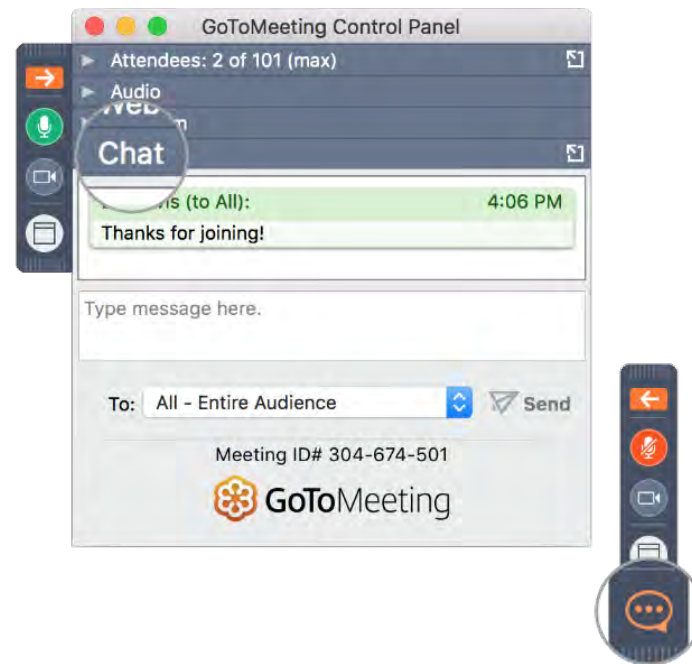 GoToMeeting Control Panel
Attendees: 2 of 101 (max)
Audio
Chat
(to All): 4:06 PM
Thanks for joining!
Type message here.
To: All - Entire Audience Send
Meeting ID# 304-674-501
GoToMeeting